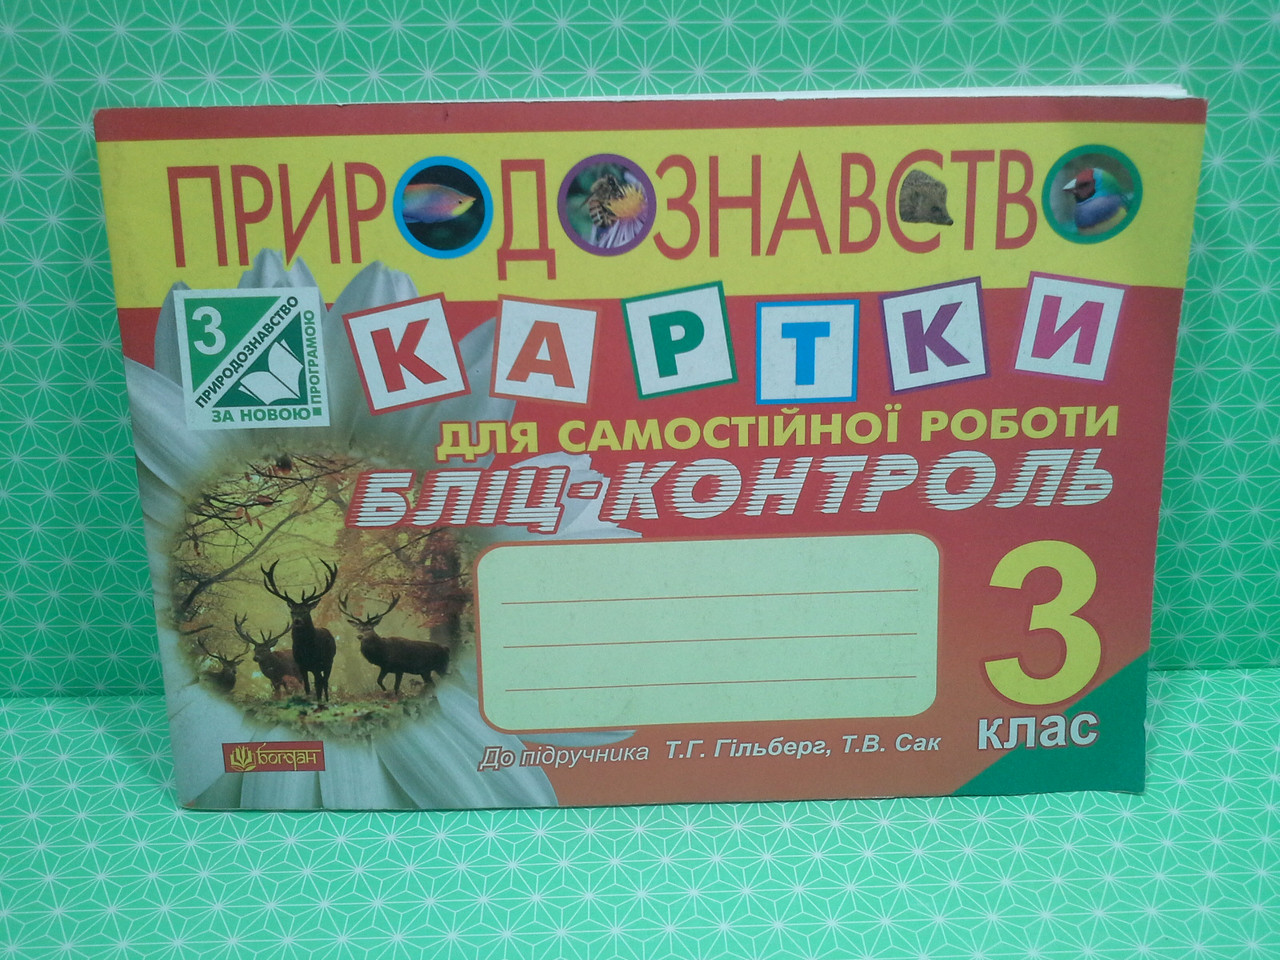 ПРИРОДОЗНАВСТВО
3
ПРИРОДОЗНАВСТВО
ЗА НОВОЮ
ПРОГРАМОЮ
КАРТКИ
ДЛЯ САМОСТІЙНОЇ РОБОТИ
БЛІЦ-КОНТРОЛЬ
3
клас
До підручника Т.Г. Гільберг, Т.В. Сак
богдан